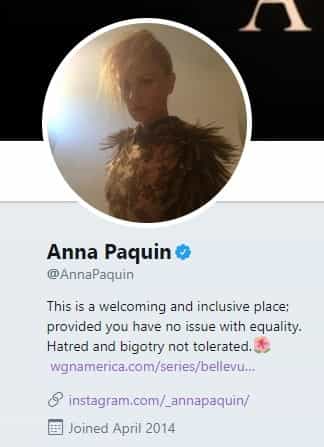 A
Anna Paquin
@AnnaPaquin
This is a welcoming and inclusive place;
provided you have no issue with equality.
Hatred and bigotry not tolerated.🌺
wgnamerica.com/series/bellevu...
instagram.com/_annapaquin/
Joined April 2014